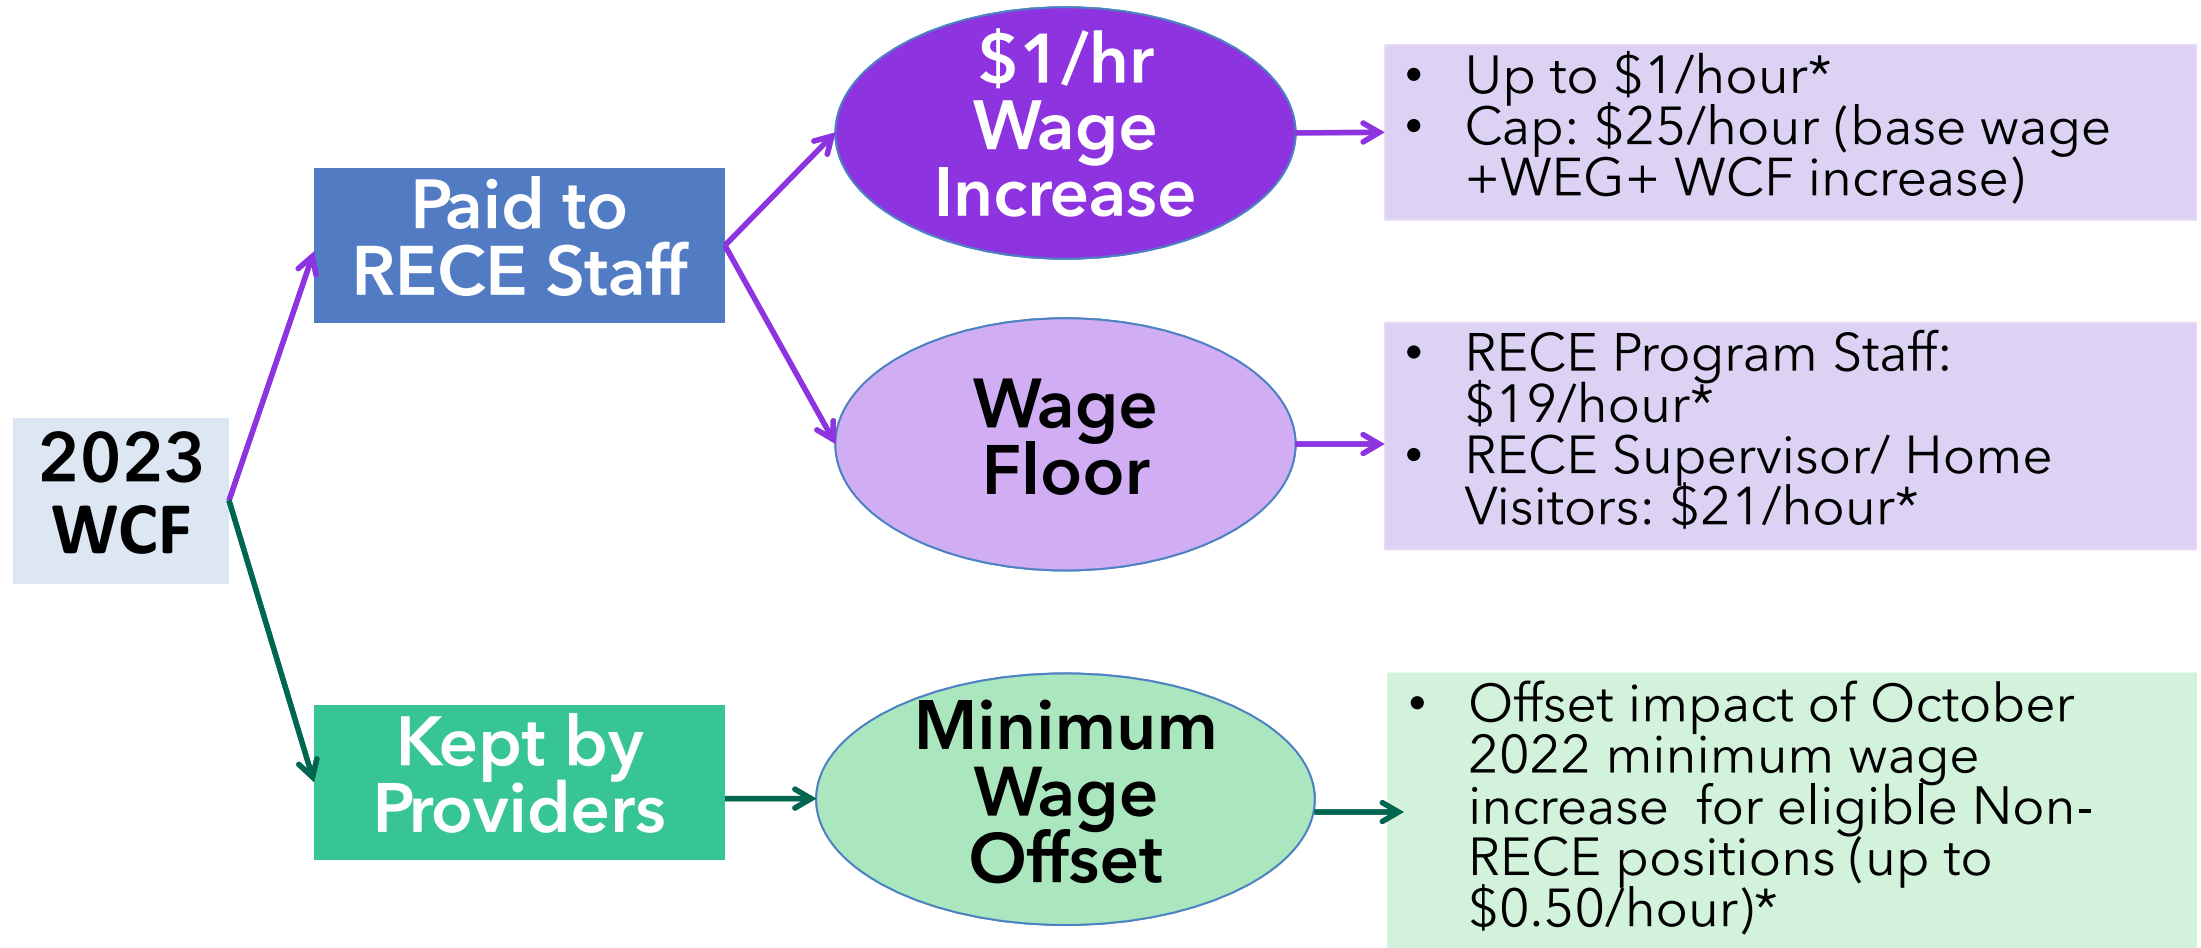 2023
WCF
Paid to
RECE Staff
$1/hr
Wage
Increase
• Up to $1/hour*
• Cap: $25/hour (base wage
+WEG+ WCF increase)
Wage
Floor
• RECE Program Staff:
$19/hour*
• RECE Supervisor/ Home
Visitors: $21/hour*
Kept by
Providers
Minimum
Wage
Offset
• Offset impact of October
2022 minimum wage
increase  for eligible Non-
RECE positions (up to
$0.50/hour)*